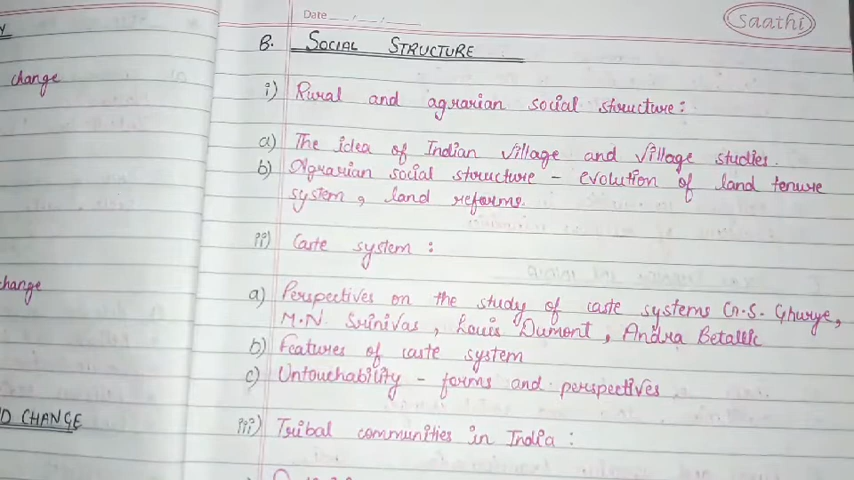 Date
saathi
change
B. SOCIAL STRUCTURE
i) Rural and agrarian social structure:
a) The idea of Indian village and village studies.
b) Agrarian social structure - evolution of land tenure
system, land reforms.
ii) Caste system:
change
a) Perspectives on the study of caste systems G.S. Ghurye,
M.N. Srinivas, Louis Dumont, Andra Betallic
b) Features of caste system
c) Untouchability - forms and perspectives
D CHANGE
iii) Tribal communities in India: